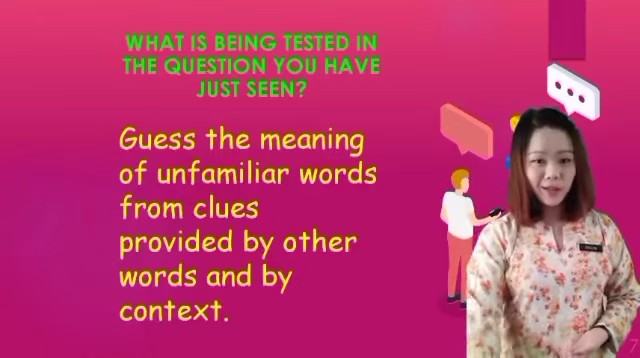 WHAT IS BEING TESTED IN
THE QUESTION YOU HAVE
JUST SEEN?
Guess the meaning
of unfamiliar words
from clues
provided by other
words and by
context.
7